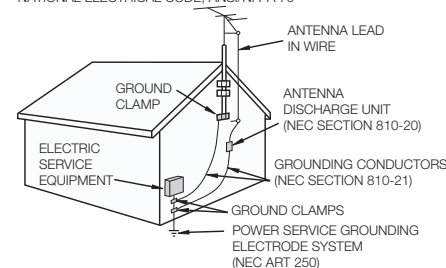 ANTENNA LEAD
IN WIRE
GROUND
CLAMP
ANTENNA
DISCHARGE UNIT
(NEC SECTION 810-20)
ELECTRIC
SERVICE
EQUIPMENT
GROUNDING CONDUCTORS
(NEC SECTION 810-21)
GROUND CLAMPS
POWER SERVICE GROUNDING
ELECTRODE SYSTEM
(NEC ART 250)